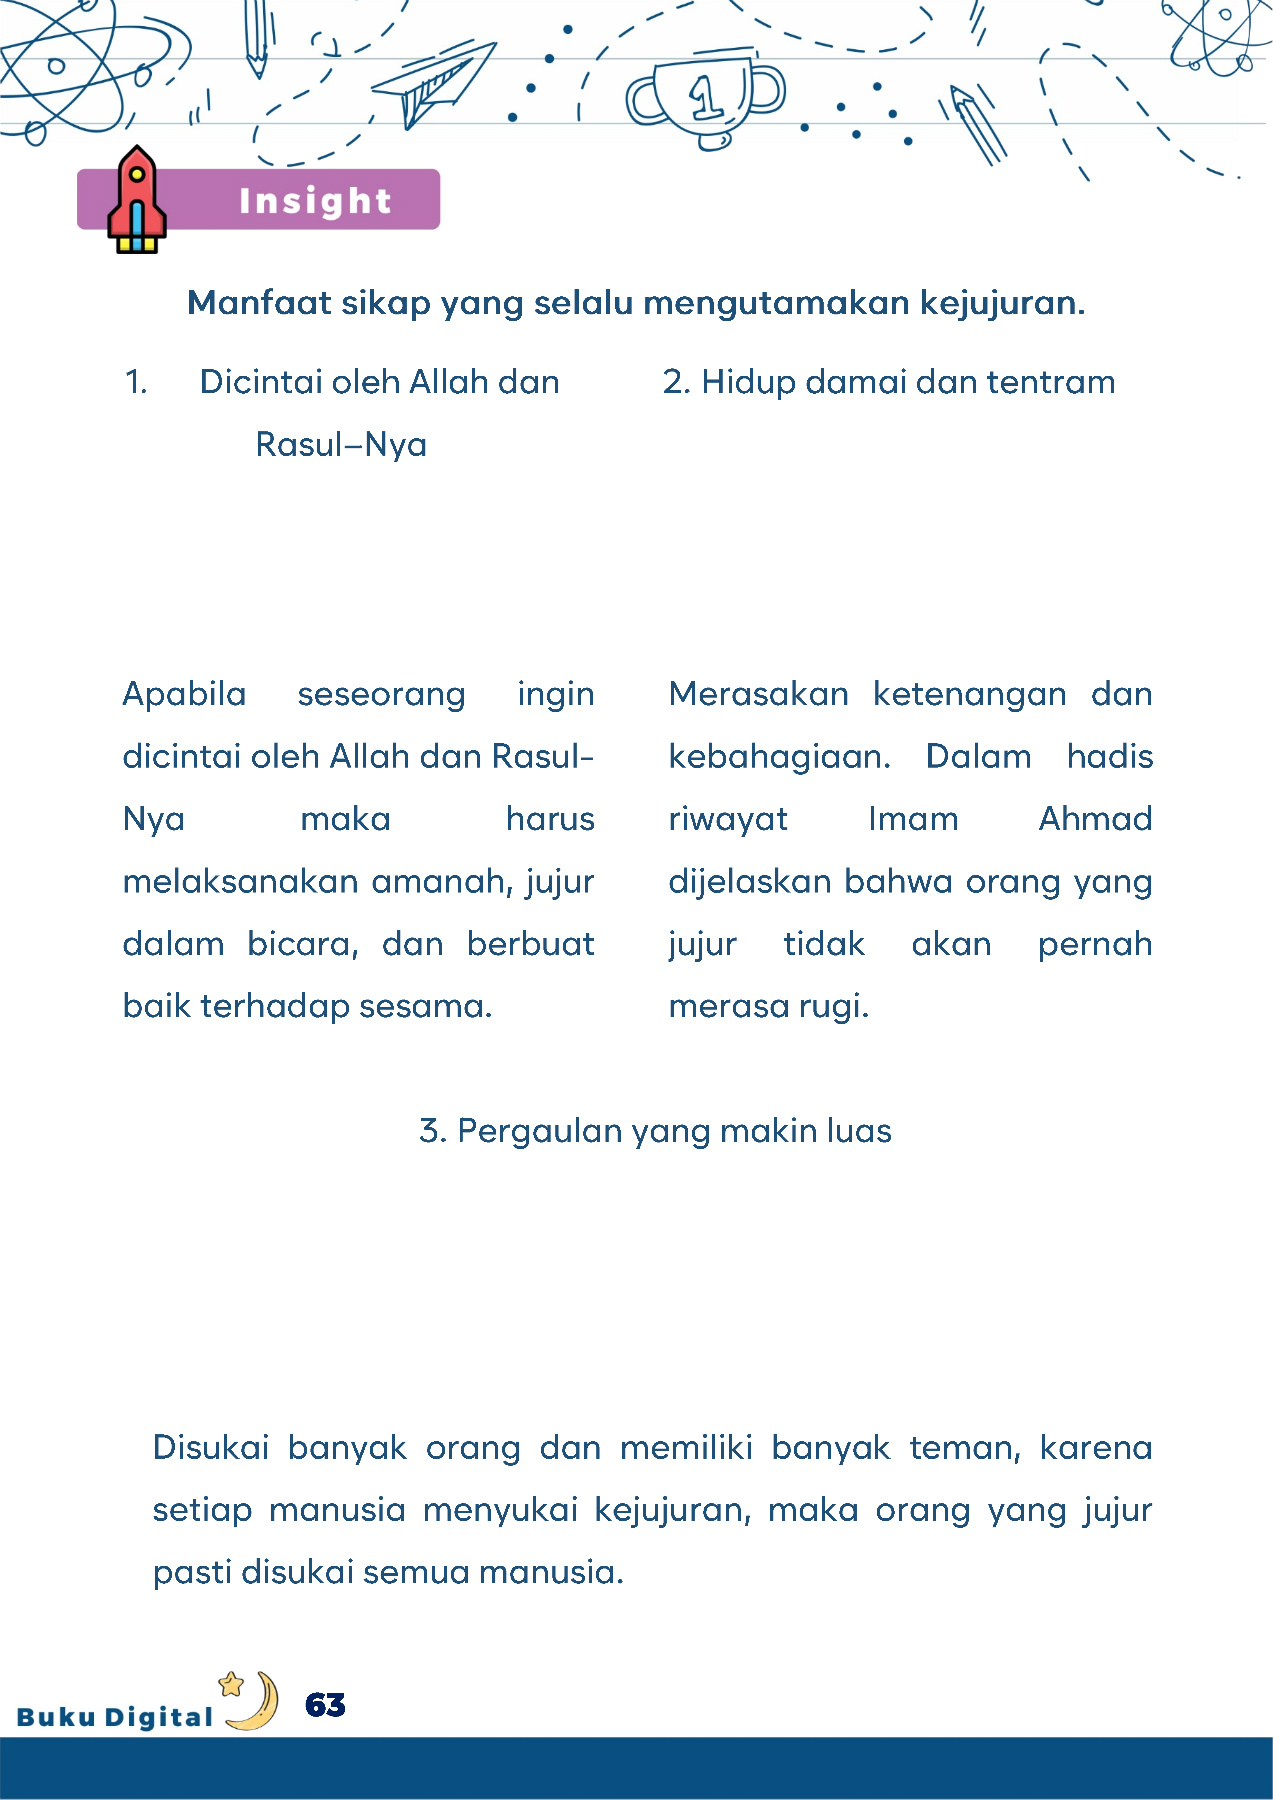 1
Insight
Manfaat sikap yang selalu mengutamakan kejujuran.
1. Dicintai oleh Allah dan
Rasul–Nya
2. Hidup damai dan tentram
Apabila seseorang ingin
dicintai oleh Allah dan Rasul-
Nya maka harus
melaksanakan amanah, jujur
dalam bicara, dan berbuat
baik terhadap sesama.
Merasakan ketenangan dan
kebahagiaan. Dalam hadis
riwayat Imam Ahmad
dijelaskan bahwa orang yang
jujur tidak akan pernah
merasa rugi.
3. Pergaulan yang makin luas
Disukai banyak orang dan memiliki banyak teman, karena
setiap manusia menyukai kejujuran, maka orang yang jujur
pasti disukai semua manusia.
Buku Digital 63